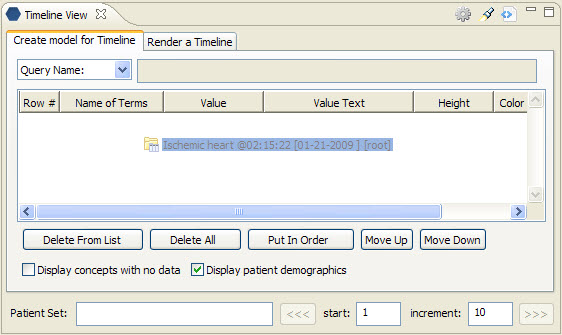 Timeline View
Create model for Timeline Render a Timeline
Query Name:
Row # Name of Terms Value Value Text Height Color
Ischemic heart @02:15:22 [01-21-2009 ] [root]
Delete From List Delete All Put In Order Move Up Move Down
Display concepts with no data Display patient demographics
Patient Set: <<< start: 1 increment: 10 >>>